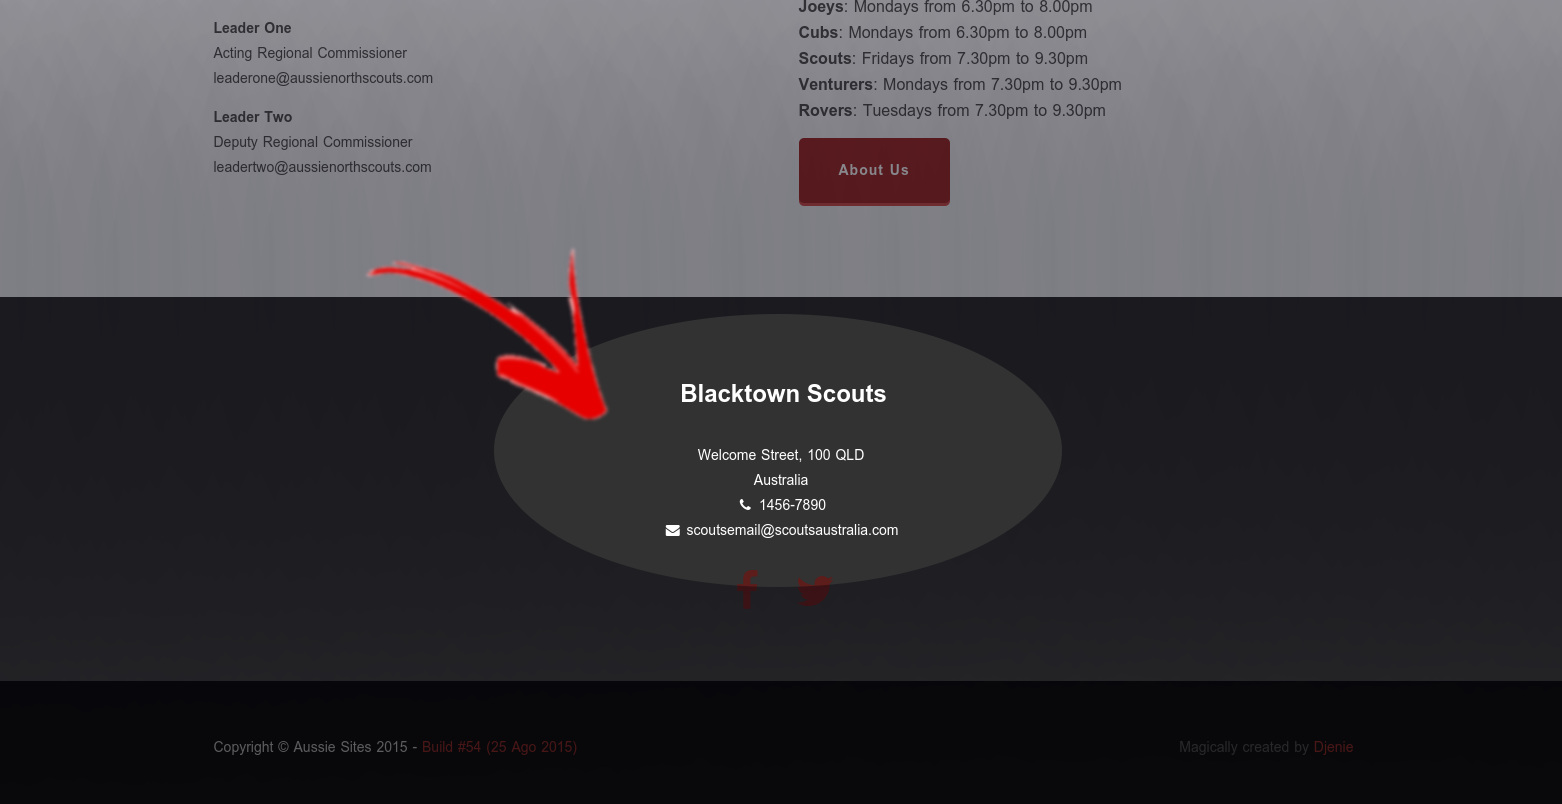 Leader One
Acting Regional Commissioner
leaderone@aussienorthscouts.com
Leader Two
Deputy Regional Commissioner
leadertwo@aussienorthscouts.com
Joeys: Mondays from 6.30pm to 8.00pm
Cubs: Mondays from 6.30pm to 8.00pm
Scouts: Fridays from 7.30pm to 9.30pm
Venturers: Mondays from 7.30pm to 9.30pm
Rovers: Tuesdays from 7.30pm to 9.30pm
About Us
Blacktown Scouts
Welcome Street, 100 QLD
Australia
1456-7890
scoutsemail@scoutsaustralia.com
Copyright © Aussie Sites 2015 - Build #54 (25 Ago 2015)
Magically created by Djenie